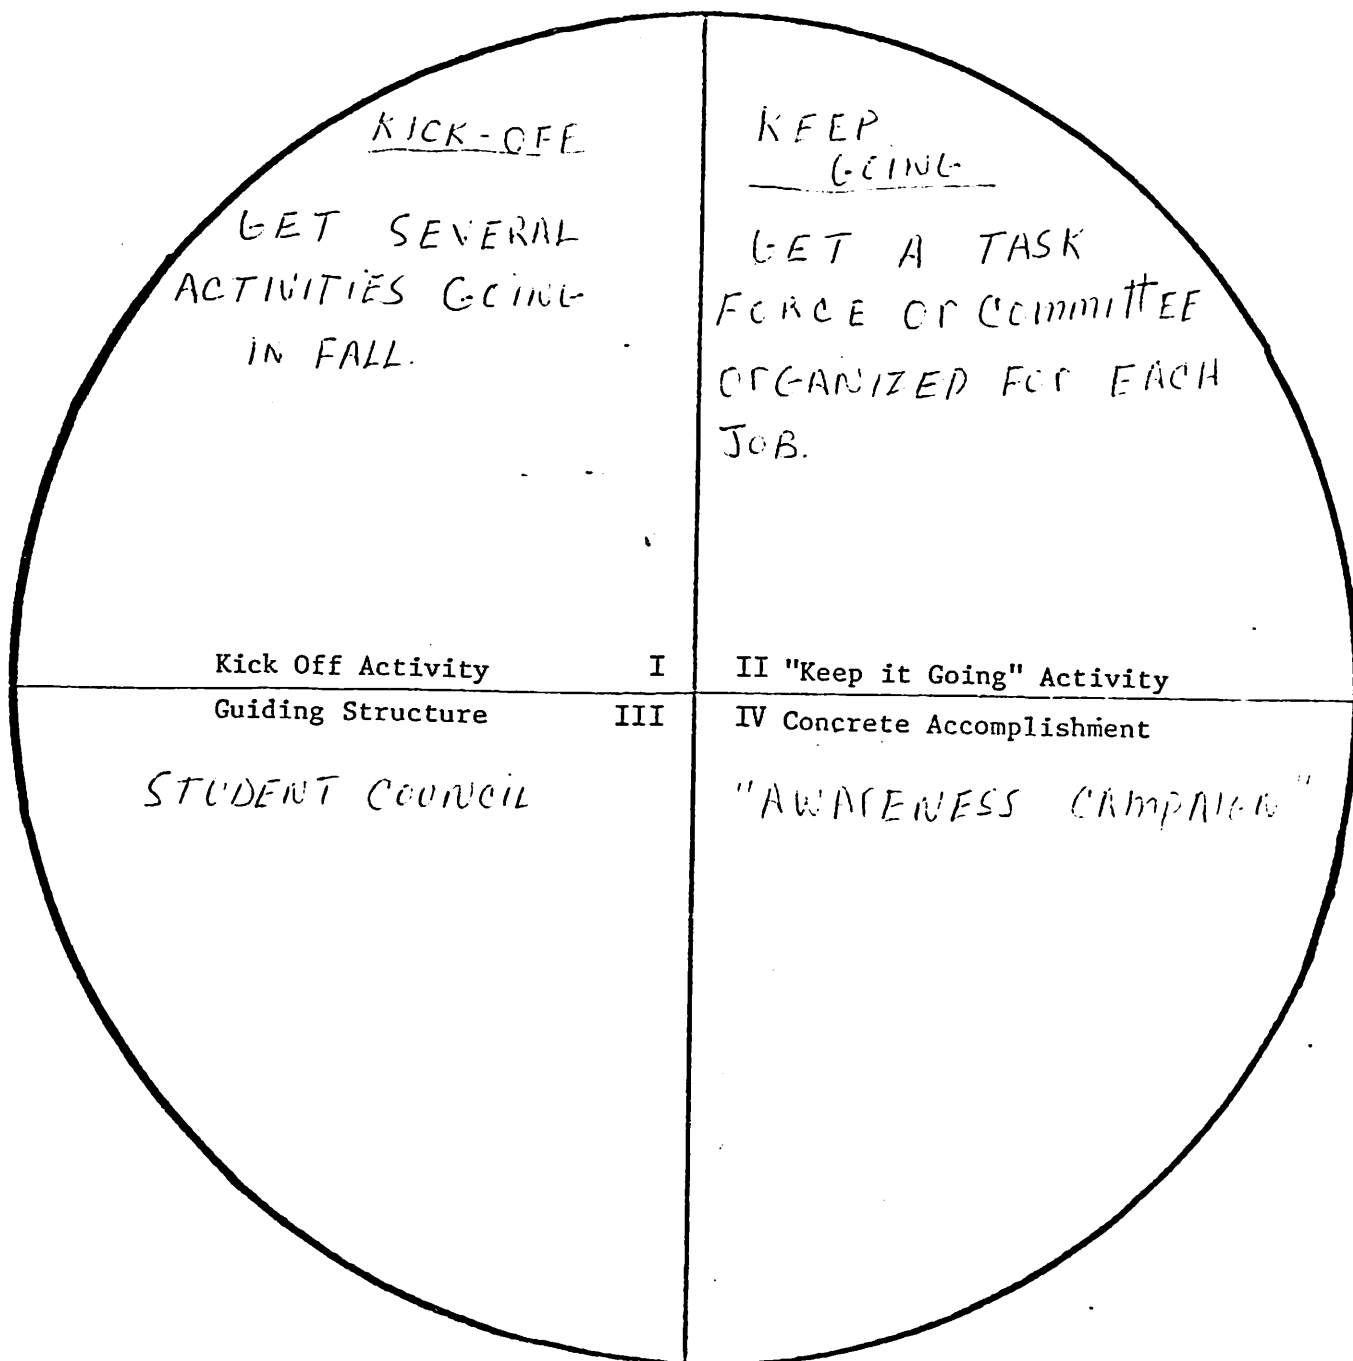 KICK-OFF
GET SEVERAL
ACTIVITIES GOING
IN FALL.
Kick Off Activity I
KEEP
GOING
GET A TASK
FORCE Or CommittEE
OrGANIZED For EACH
JOB.
II "Keep it Going" Activity
Guiding Structure III
STUDENT COUNCIL
IV Concrete Accomplishment
"AWArENESS CAmpAIGN"